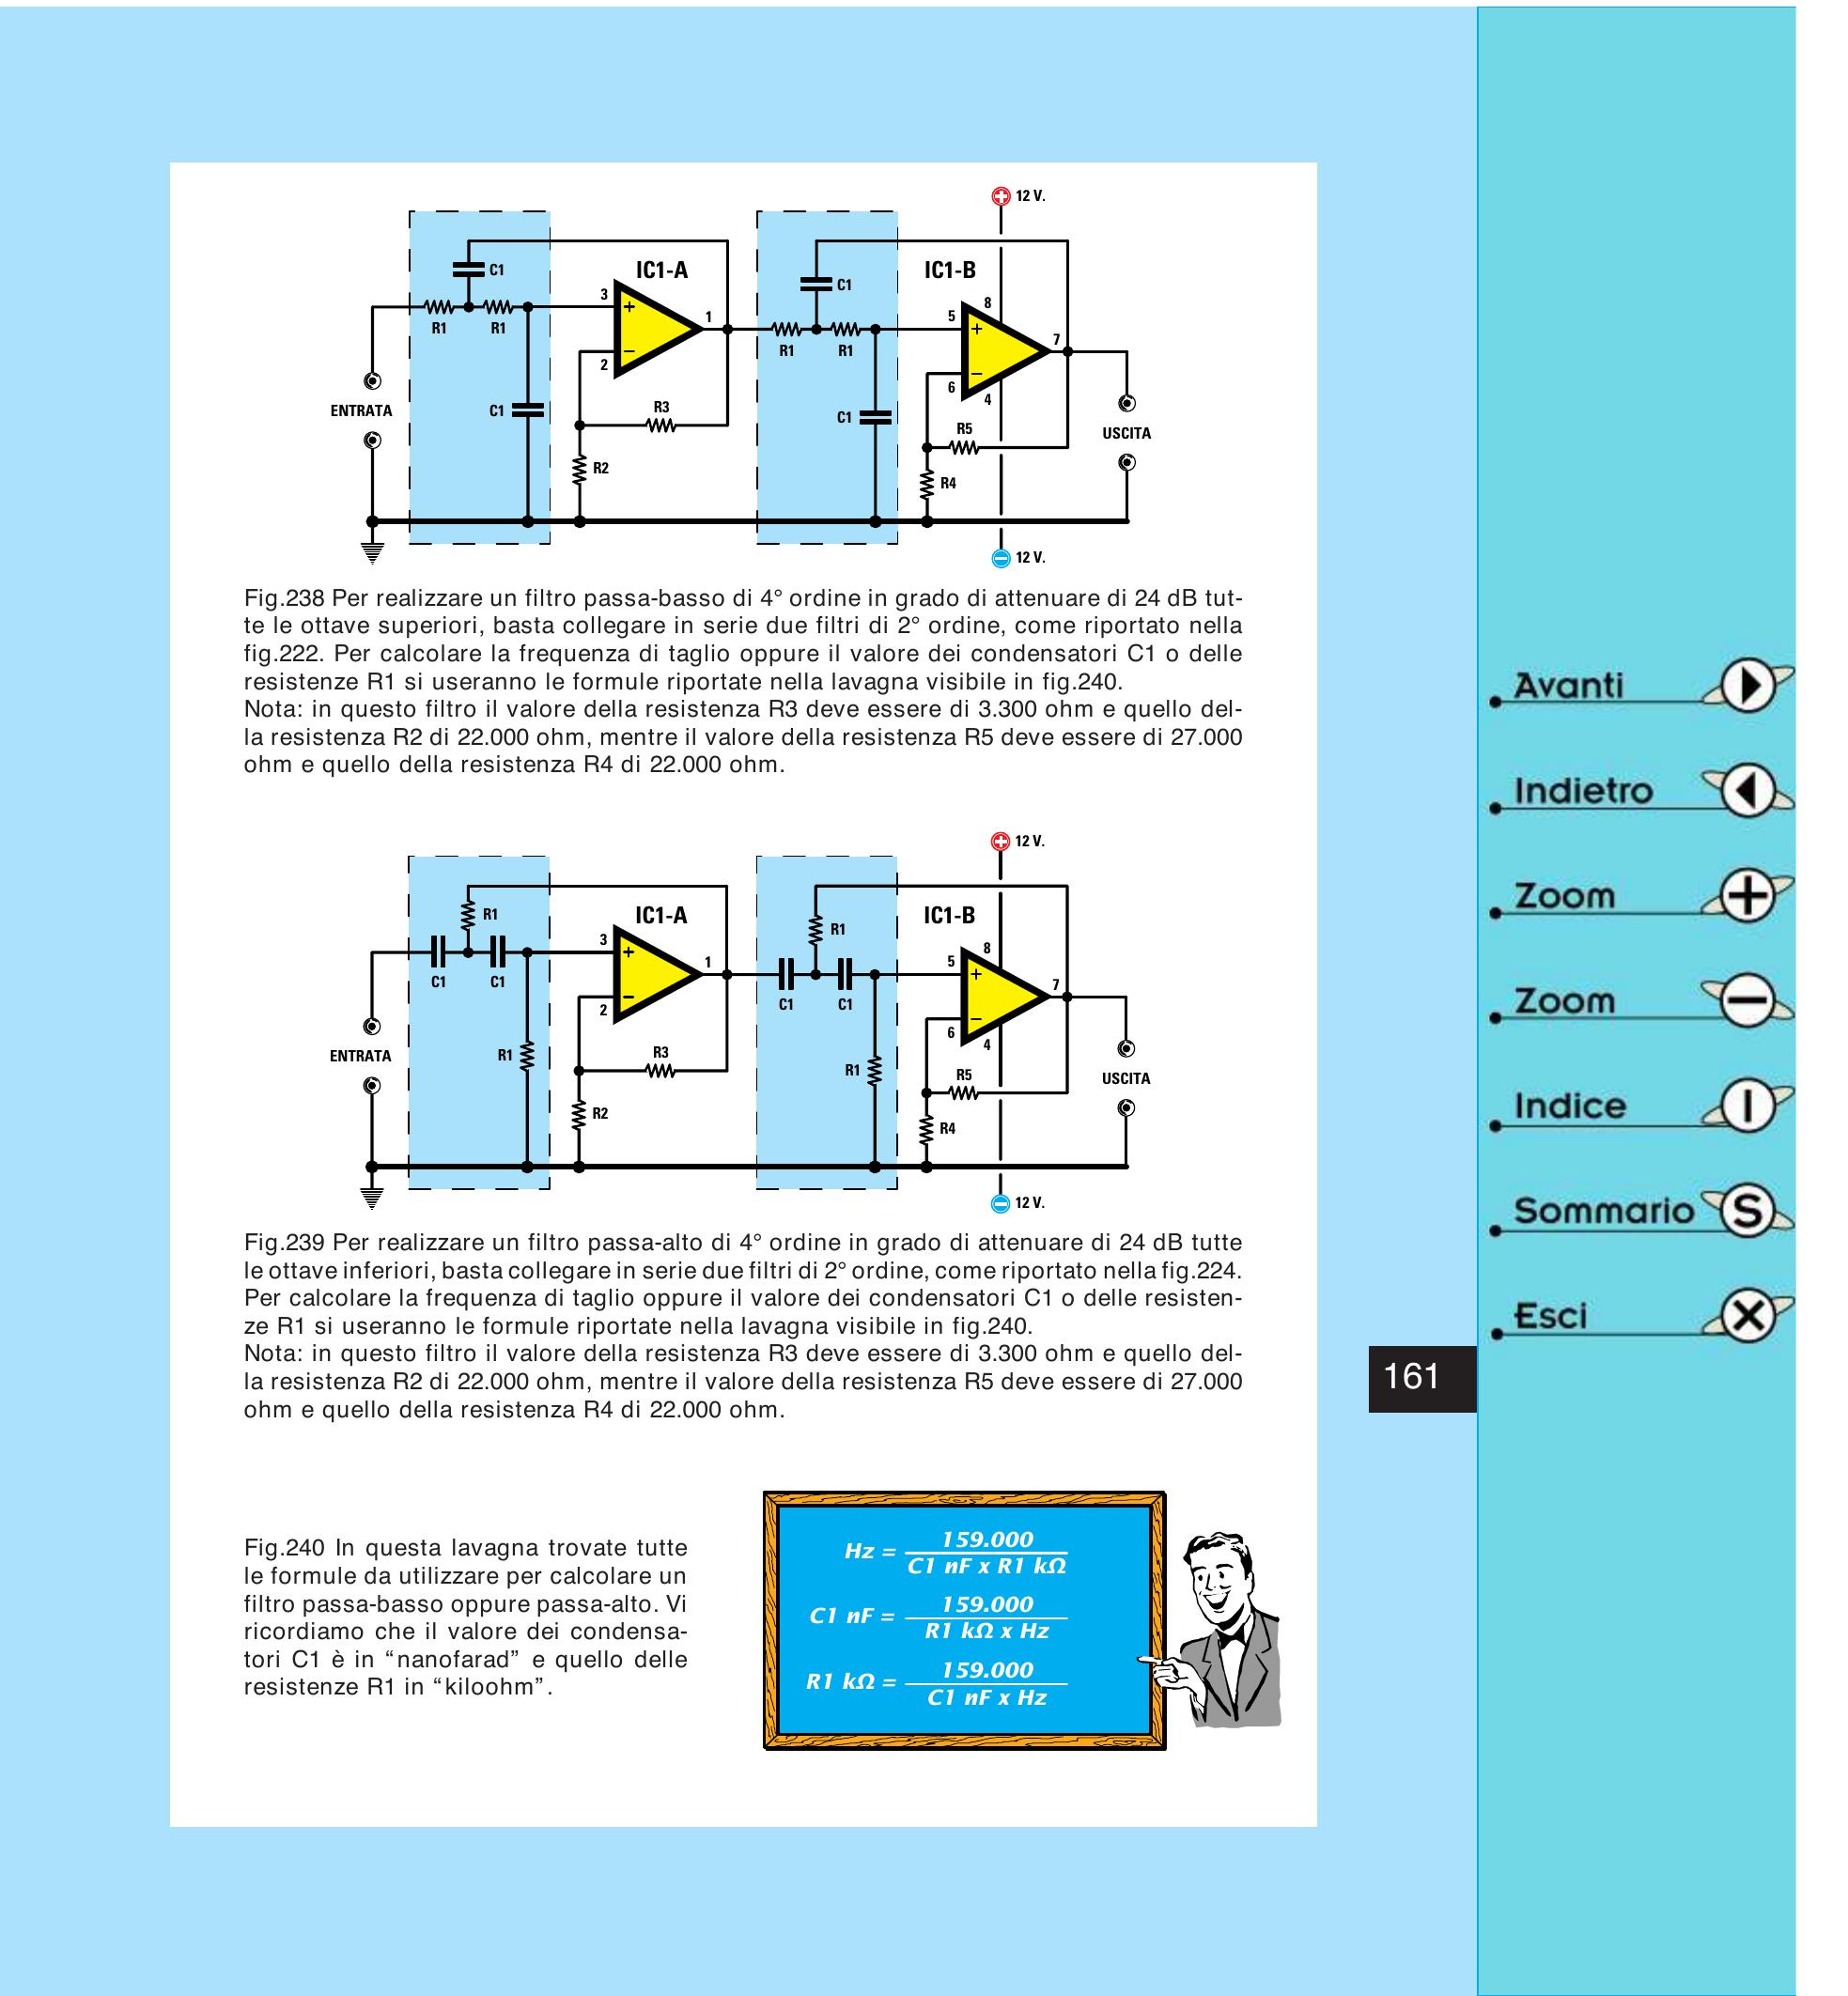 12 V.
IC1-A
IC1-B
C1
C1
3
8
5
1
R1
R1
7
R1
R1
2
6
4
ENTRATA
C1
R3
C1
R5
USCITA
R2
R4
12 V.
Fig.238 Per realizzare un filtro passa-basso di 4° ordine in grado di attenuare di 24 dB tut-
te le ottave superiori, basta collegare in serie due filtri di 2° ordine, come riportato nella
fig.222. Per calcolare la frequenza di taglio oppure il valore dei condensatori C1 o delle
resistenze R1 si useranno le formule riportate nella lavagna visibile in fig.240.
Nota: in questo filtro il valore della resistenza R3 deve essere di 3.300 ohm e quello del-
la resistenza R2 di 22.000 ohm, mentre il valore della resistenza R5 deve essere di 27.000
ohm e quello della resistenza R4 di 22.000 ohm.
12 V.
IC1-A
IC1-B
R1
R1
3
8
5
1
C1
C1
7
C1
C1
2
6
4
ENTRATA
R1
R3
R1
R5
USCITA
R2
R4
12 V.
Fig.239 Per realizzare un filtro passa-alto di 4° ordine in grado di attenuare di 24 dB tutte
le ottave inferiori, basta collegare in serie due filtri di 2° ordine, come riportato nella fig.224.
Per calcolare la frequenza di taglio oppure il valore dei condensatori C1 o delle resisten-
ze R1 si useranno le formule riportate nella lavagna visibile in fig.240.
Nota: in questo filtro il valore della resistenza R3 deve essere di 3.300 ohm e quello del-
la resistenza R2 di 22.000 ohm, mentre il valore della resistenza R5 deve essere di 27.000
ohm e quello della resistenza R4 di 22.000 ohm.
Fig.240 In questa lavagna trovate tutte
le formule da utilizzare per calcolare un
filtro passa-basso oppure passa-alto. Vi
ricordiamo che il valore dei condensa-
tori C1 è in “nanofarad” e quello delle
resistenze R1 in “kiloohm”.
Hz = 159.000
C1 nF x R1 kΩ
C1 nF = 159.000
R1 kΩ x Hz
R1 kΩ = 159.000
C1 nF x Hz
161
Avanti
Indietro
Zoom +
Zoom −
Indice I
Sommario S
Esci X